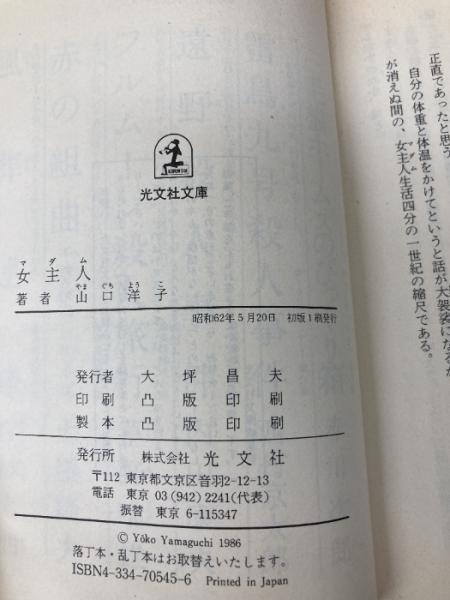 正直であったと思う
自分の体重と体温をかけてというと話が大袈裟になるが
が消えぬ間の、女主人生活四分の一世紀の縮尺である。
マダム
光文社文庫
マダム
女主人
著者 山口洋子
やまぐちようこ
昭和62年5月20日 初版1刷発行
発行者 大坪昌夫
印刷 凸版印刷
製本 凸版印刷
発行所 株式会社 光文社
〒112 東京都文京区音羽2-12-13
電話 東京 03(942)2241(代表)
振替 東京 6-115347
© Yōko Yamaguchi 1986
落丁本・乱丁本はお取替えいたします。
ISBN4-334-70545-6 Printed in Japan